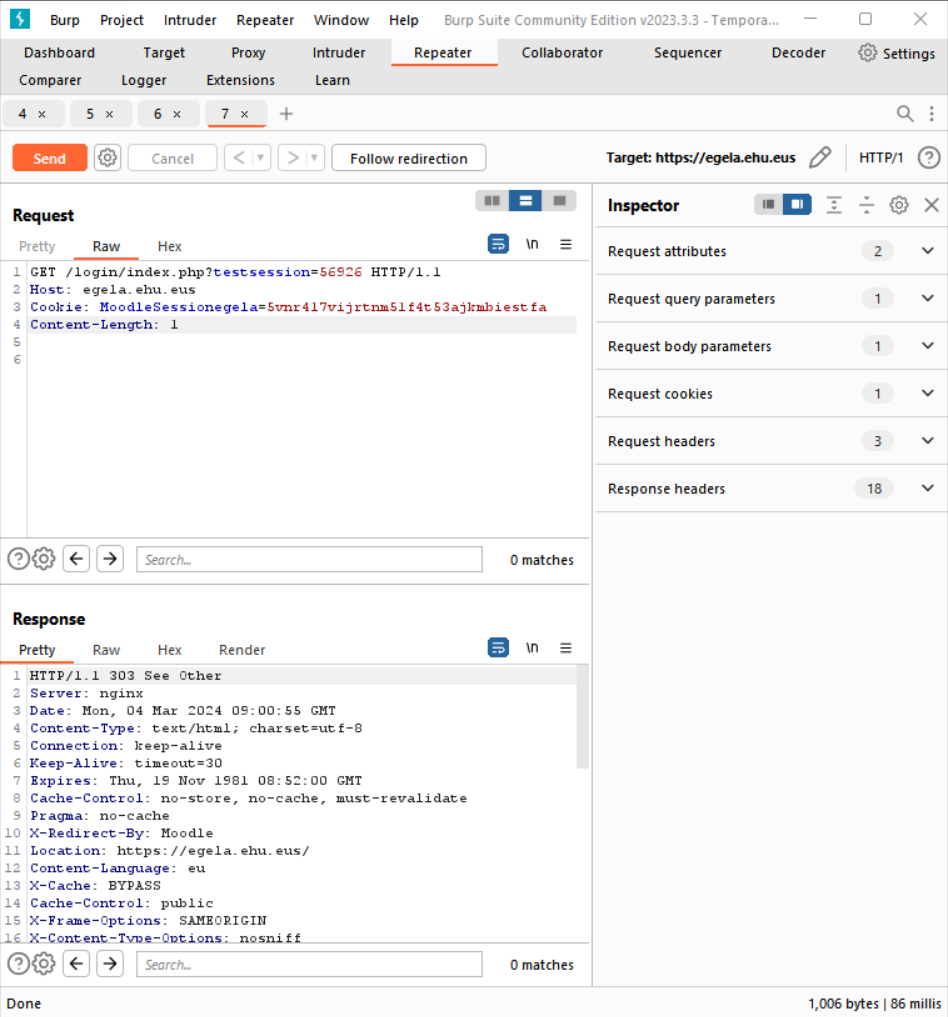 Burp Project Intruder Repeater Window Help Burp Suite Community Edition v2023.3.3 - Tempora...
Dashboard Target Proxy Intruder Repeater Collaborator Sequencer Decoder Settings
Comparer Logger Extensions Learn
4 × 5 × 6 × 7 × +
Send Cancel < > Follow redirection Target: https://egela.ehu.eus HTTP/1 ?
Request
Pretty Raw Hex \n
1 GET /login/index.php?testsession=56926 HTTP/1.1
2 Host: egela.ehu.eus
3 Cookie: MoodleSessionegela=5vnr417vijrtnm51f4t53ajkmbiestfa
4 Content-Length: 1
5
6
? Search... 0 matches
Response
Pretty Raw Hex Render \n
1 HTTP/1.1 303 See Other
2 Server: nginx
3 Date: Mon, 04 Mar 2024 09:00:55 GMT
4 Content-Type: text/html; charset=utf-8
5 Connection: keep-alive
6 Keep-Alive: timeout=30
7 Expires: Thu, 19 Nov 1981 08:52:00 GMT
8 Cache-Control: no-store, no-cache, must-revalidate
9 Pragma: no-cache
10 X-Redirect-By: Moodle
11 Location: https://egela.ehu.eus/
12 Content-Language: eu
13 X-Cache: BYPASS
14 Cache-Control: public
15 X-Frame-Options: SAMEORIGIN
16 X-Content-Type-Options: nosniff
? Search... 0 matches
Inspector
Request attributes 2
Request query parameters 1
Request body parameters 1
Request cookies 1
Request headers 3
Response headers 18
Done 1,006 bytes | 86 millis